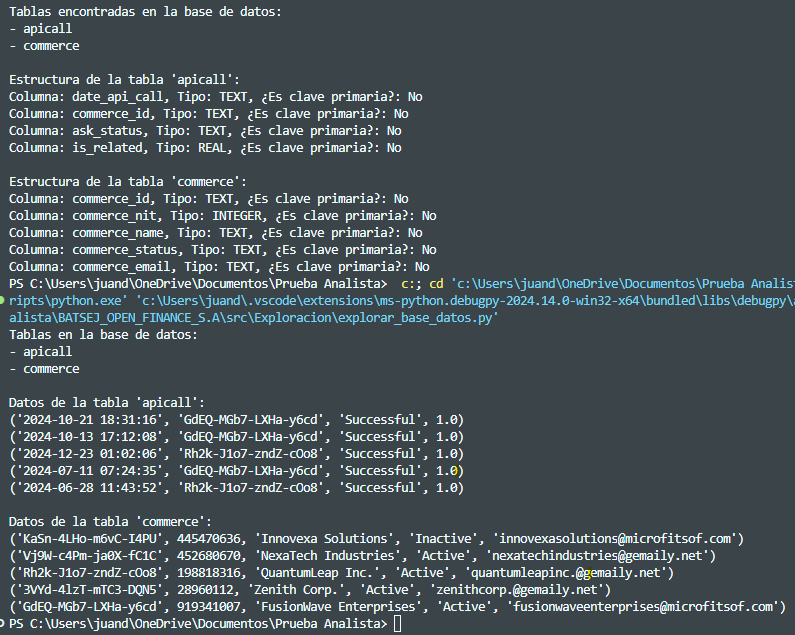 Tablas encontradas en la base de datos:
- apicall
- commerce
Estructura de la tabla 'apicall':
Columna: date_api_call, Tipo: TEXT, ¿Es clave primaria?: No
Columna: commerce_id, Tipo: TEXT, ¿Es clave primaria?: No
Columna: ask_status, Tipo: TEXT, ¿Es clave primaria?: No
Columna: is_related, Tipo: REAL, ¿Es clave primaria?: No
Estructura de la tabla 'commerce':
Columna: commerce_id, Tipo: TEXT, ¿Es clave primaria?: No
Columna: commerce_nit, Tipo: INTEGER, ¿Es clave primaria?: No
Columna: commerce_name, Tipo: TEXT, ¿Es clave primaria?: No
Columna: commerce_status, Tipo: TEXT, ¿Es clave primaria?: No
Columna: commerce_email, Tipo: TEXT, ¿Es clave primaria?: No
PS C:\Users\juand\OneDrive\Documentos\Prueba Analista>  c:; cd 'c:\Users\juand\OneDrive\Documentos\Prueba Analist
ripts\python.exe' 'c:\Users\juand\.vscode\extensions\ms-python.debugpy-2024.14.0-win32-x64\bundled\libs\debugpy\a
alista\BATSEJ_OPEN_FINANCE_S.A\src\Exploracion\explorar_base_datos.py'
Tablas en la base de datos:
- apicall
- commerce
Datos de la tabla 'apicall':
('2024-10-21 18:31:16', 'GdEQ-MGb7-LXHa-y6cd', 'Successful', 1.0)
('2024-10-13 17:12:08', 'GdEQ-MGb7-LXHa-y6cd', 'Successful', 1.0)
('2024-12-23 01:02:06', 'Rh2k-J1o7-zndZ-cOo8', 'Successful', 1.0)
('2024-07-11 07:24:35', 'GdEQ-MGb7-LXHa-y6cd', 'Successful', 1.0)
('2024-06-28 11:43:52', 'Rh2k-J1o7-zndZ-cOo8', 'Successful', 1.0)
Datos de la tabla 'commerce':
('KaSn-4LHo-m6vC-I4PU', 445470636, 'Innovexa Solutions', 'Inactive', 'innovexasolutions@microfitsof.com')
('Vj9W-c4Pm-ja0X-fC1C', 452680670, 'NexaTech Industries', 'Active', 'nexatechindustries@gemaily.net')
('Rh2k-J1o7-zndZ-cOo8', 198818316, 'QuantumLeap Inc.', 'Active', 'quantumleapinc.@gemaily.net')
('3VYd-4lzT-mTC3-DQN5', 28960112, 'Zenith Corp.', 'Active', 'zenithcorp.@gemaily.net')
('GdEQ-MGb7-LXHa-y6cd', 919341007, 'FusionWave Enterprises', 'Active', 'fusionwaveenterprises@microfitsof.com')
PS C:\Users\juand\OneDrive\Documentos\Prueba Analista>